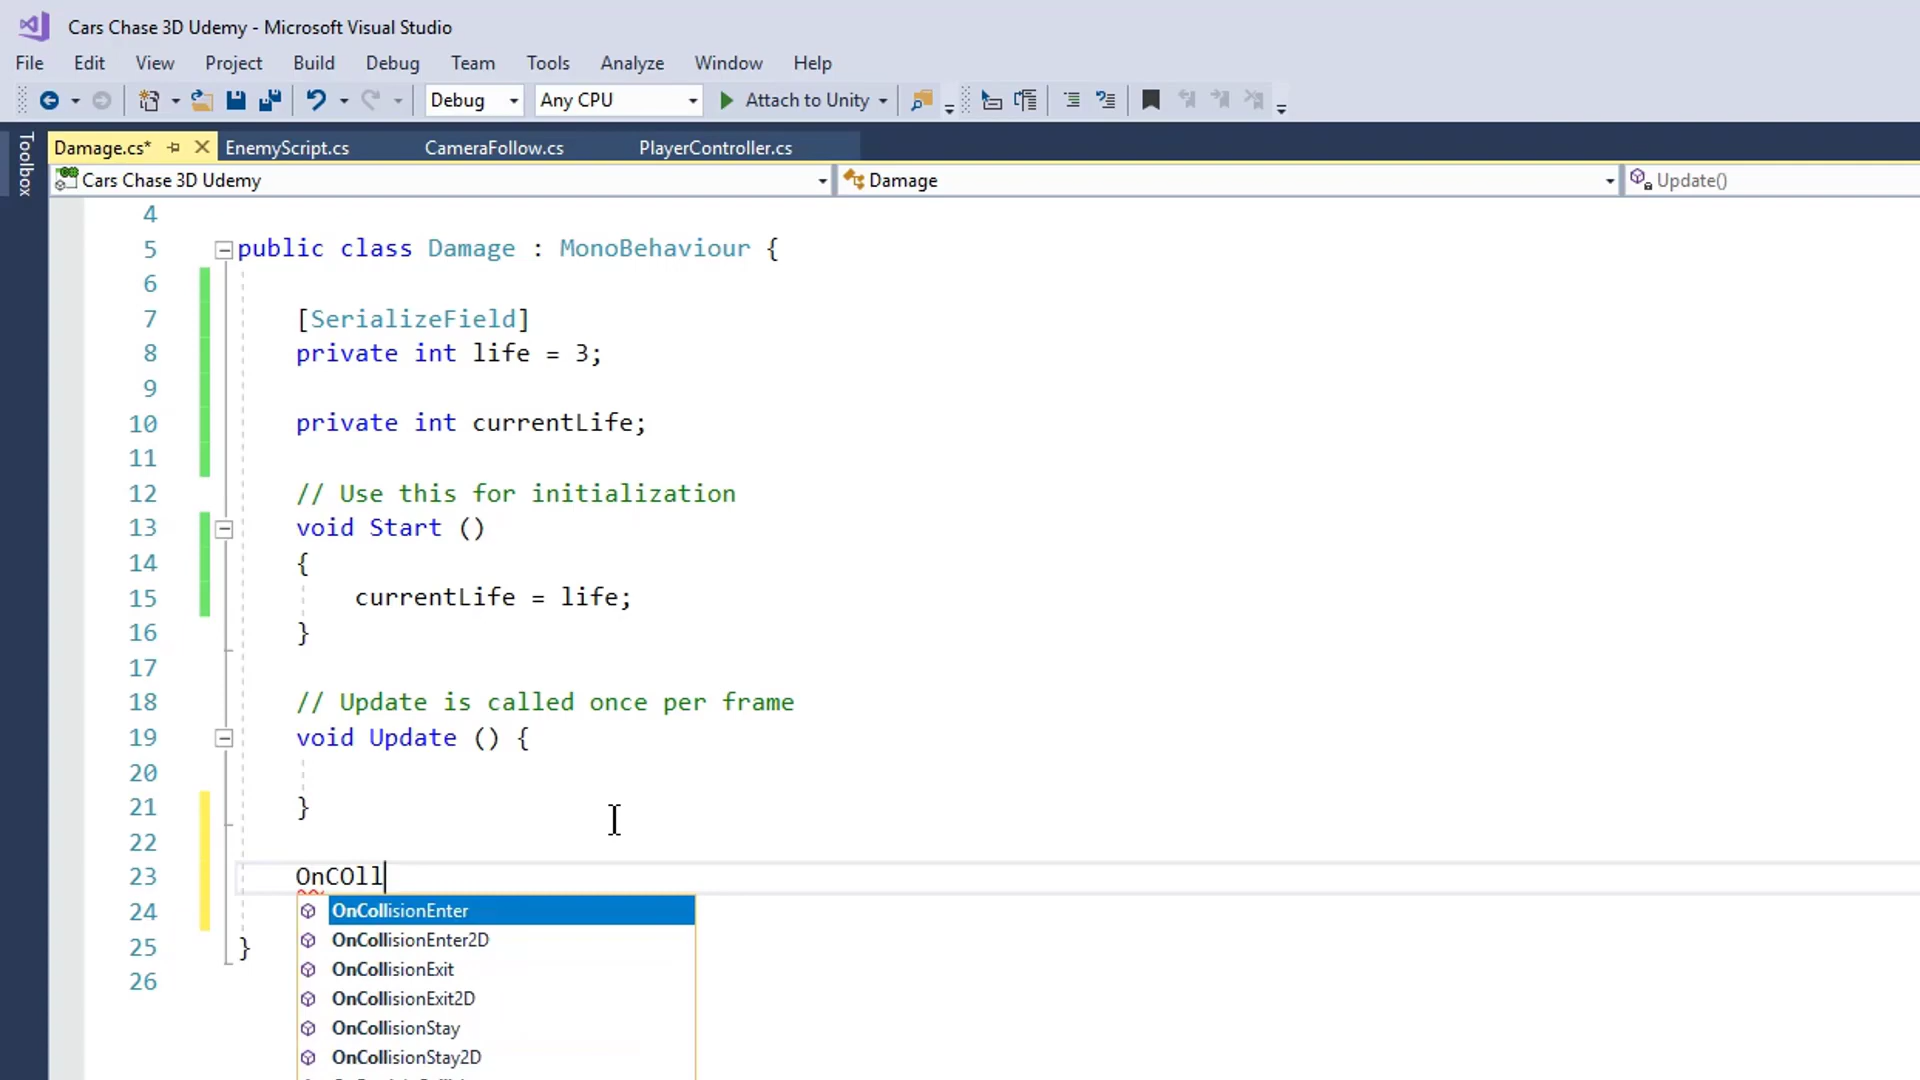 Cars Chase 3D Udemy - Microsoft Visual Studio
File Edit View Project Build Debug Team Tools Analyze Window Help
Debug Any CPU Attach to Unity
Toolbox
Damage.cs* EnemyScript.cs CameraFollow.cs PlayerController.cs
Cars Chase 3D Udemy Damage Update()
4
5 public class Damage : MonoBehaviour {
6
7 [SerializeField]
8 private int life = 3;
9
10 private int currentLife;
11
12 // Use this for initialization
13 void Start ()
14 {
15 currentLife = life;
16 }
17
18 // Update is called once per frame
19 void Update () {
20
21 }
22
23 OnCOll
24
25 }
26
OnCollisionEnter
OnCollisionEnter2D
OnCollisionExit
OnCollisionExit2D
OnCollisionStay
OnCollisionStay2D